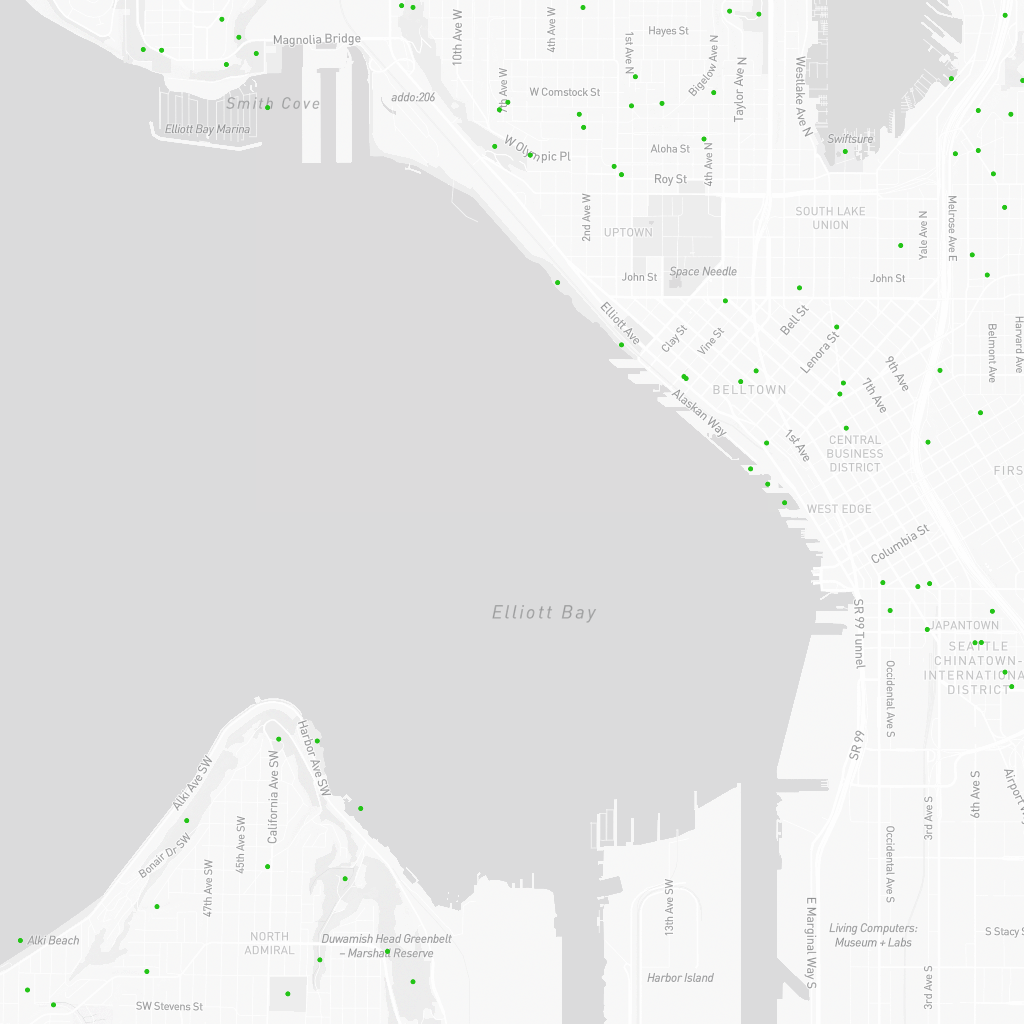 Magnolia Bridge
10th Ave W
4th Ave W
Hayes St
1st Ave N
Bigelow Ave N
Taylor Ave N
Westlake Ave N
addo:206
7th Ave W
W Comstock St
Smith Cove
Elliott Bay Marina
W Olympic Pl
Aloha St
4th Ave N
Swiftsure
Roy St
2nd Ave W
UPTOWN
SOUTH LAKE
UNION
Yale Ave N
Melrose Ave E
John St
Space Needle
John St
Elliott Ave
Clay St
Vine St
Bell St
Lenora St
Belmont Ave
Harvard Ave
9th Ave
7th Ave
BELLTOWN
Alaskan Way
1st Ave
CENTRAL
BUSINESS
DISTRICT
FIRS
WEST EDGE
Columbia St
Elliott Bay
SR 99 Tunnel
JAPANTOWN
SEATTLE
CHINATOWN-
INTERNATIONA
DISTRICT
Occidental Ave S
SR 99
Harbor Ave SW
Alki Ave SW
California Ave SW
6th Ave S
Airport Wy
3rd Ave S
45th Ave SW
Bonair Dr SW
47th Ave SW
Occidental Ave S
13th Ave SW
E Marginal Way S
Living Computers:
Museum + Labs
S Stacy S
Alki Beach
NORTH
ADMIRAL
Duwamish Head Greenbelt
– Marshall Reserve
Harbor Island
3rd Ave S
SW Stevens St